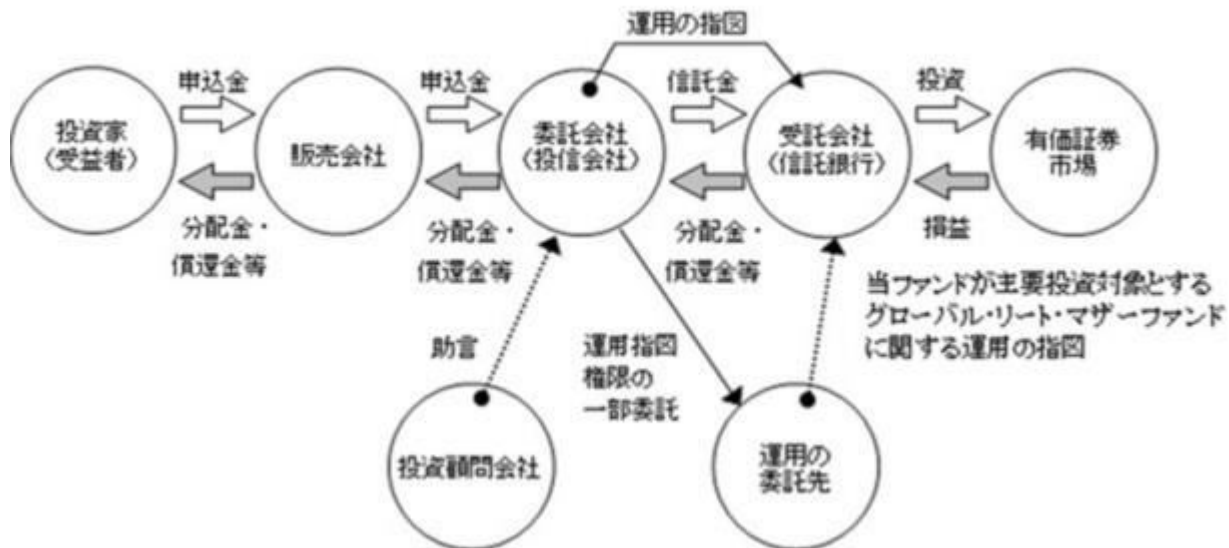 運用の指図
申込金
申込金
信託金
投資
投資家
〈受益者〉
販売会社
委託会社
〈投信会社〉
受託会社
〈信託銀行〉
有価証券
市場
分配金・
償還金等
分配金・
償還金等
分配金・
償還金等
損益
当ファンドが主要投資対象とする
グローバル・リート・マザーファンド
に関する運用の指図
助言
運用指図
権限の
一部委託
投資顧問会社
運用の
委託先